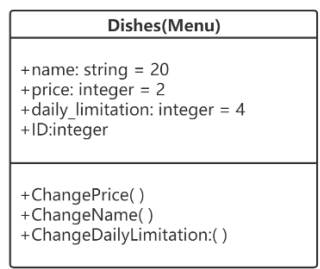 Dishes(Menu)
+name: string = 20
+price: integer = 2
+daily_limitation: integer = 4
+ID:integer
+ChangePrice( )
+ChangeName( )
+ChangeDailyLimitation:( )